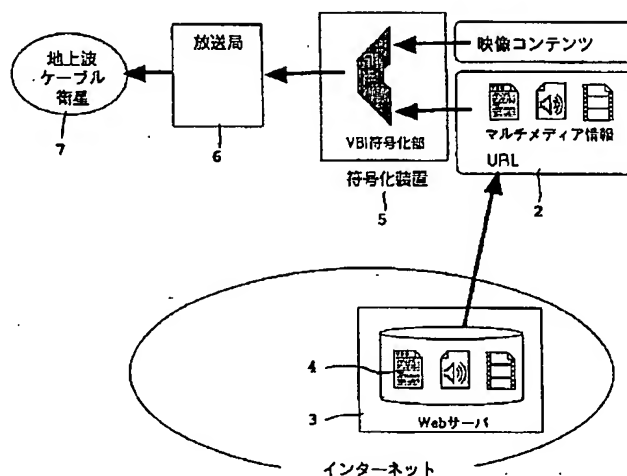 地上波
ケーブル
衛星
7
放送局
6
VBI符号化部
符号化装置
5
映像コンテンツ
マルチメディア情報
URL
2
4
3
Webサーバ
インターネット